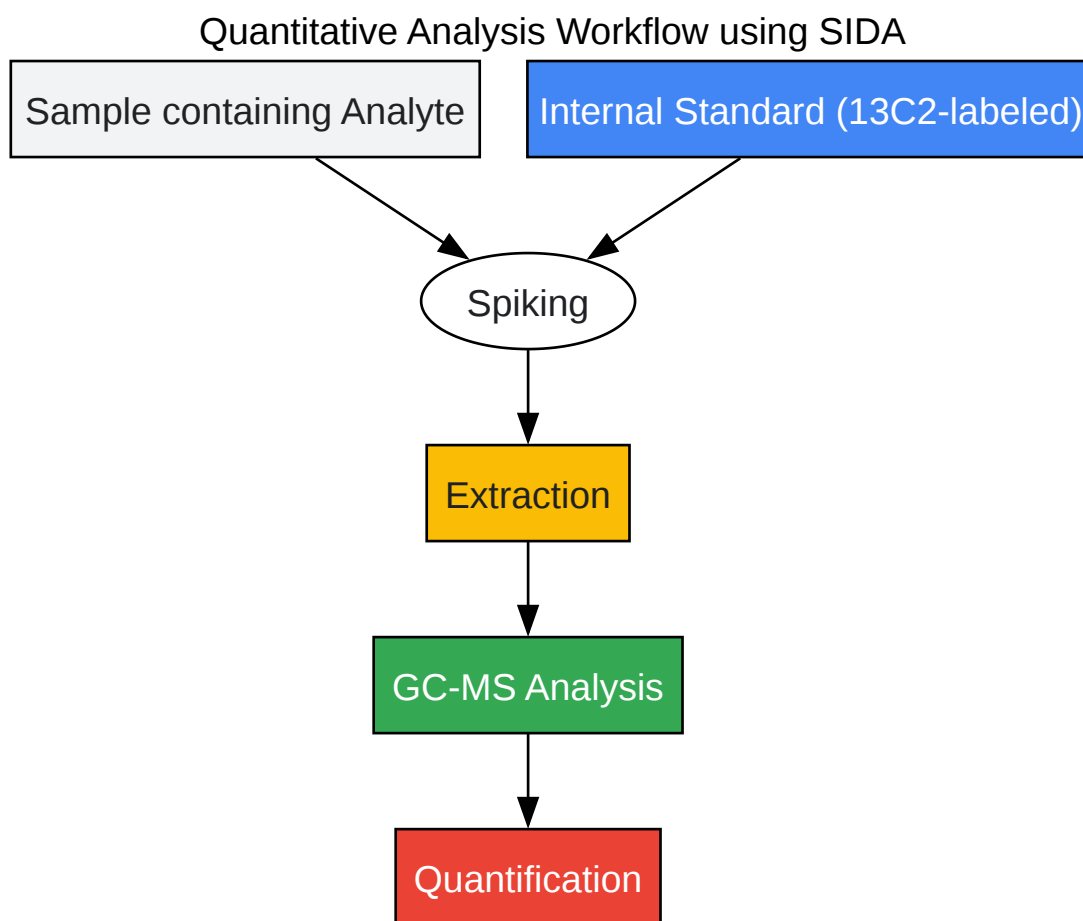 Quantitative Analysis Workflow using SIDA
Sample containing Analyte
Internal Standard (13C2-labeled)
Spiking
Extraction
GC-MS Analysis
Quantification